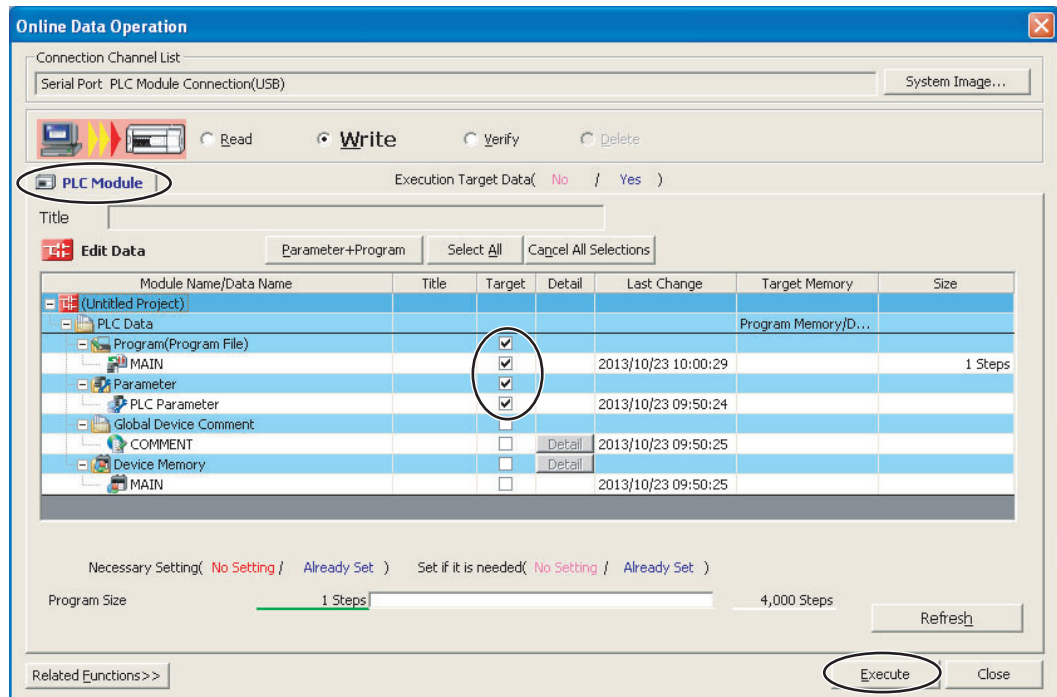 Online Data Operation
Connection Channel List
Serial Port PLC Module Connection(USB)
System Image...
Read
Write
Verify
Delete
PLC Module
Execution Target Data( No / Yes )
Title
Edit Data
Parameter+Program
Select All
Cancel All Selections
Module Name/Data Name Title Target Detail Last Change Target Memory Size
(Untitled Project)
PLC Data Program Memory/D...
Program(Program File)
MAIN 2013/10/23 10:00:29 1 Steps
Parameter
PLC Parameter 2013/10/23 09:50:24
Global Device Comment
COMMENT Detail 2013/10/23 09:50:25
Device Memory Detail
MAIN 2013/10/23 09:50:25
Necessary Setting( No Setting / Already Set ) Set if it is needed( No Setting / Already Set )
Program Size 1 Steps 4,000 Steps
Refresh
Related Functions>>
Execute
Close